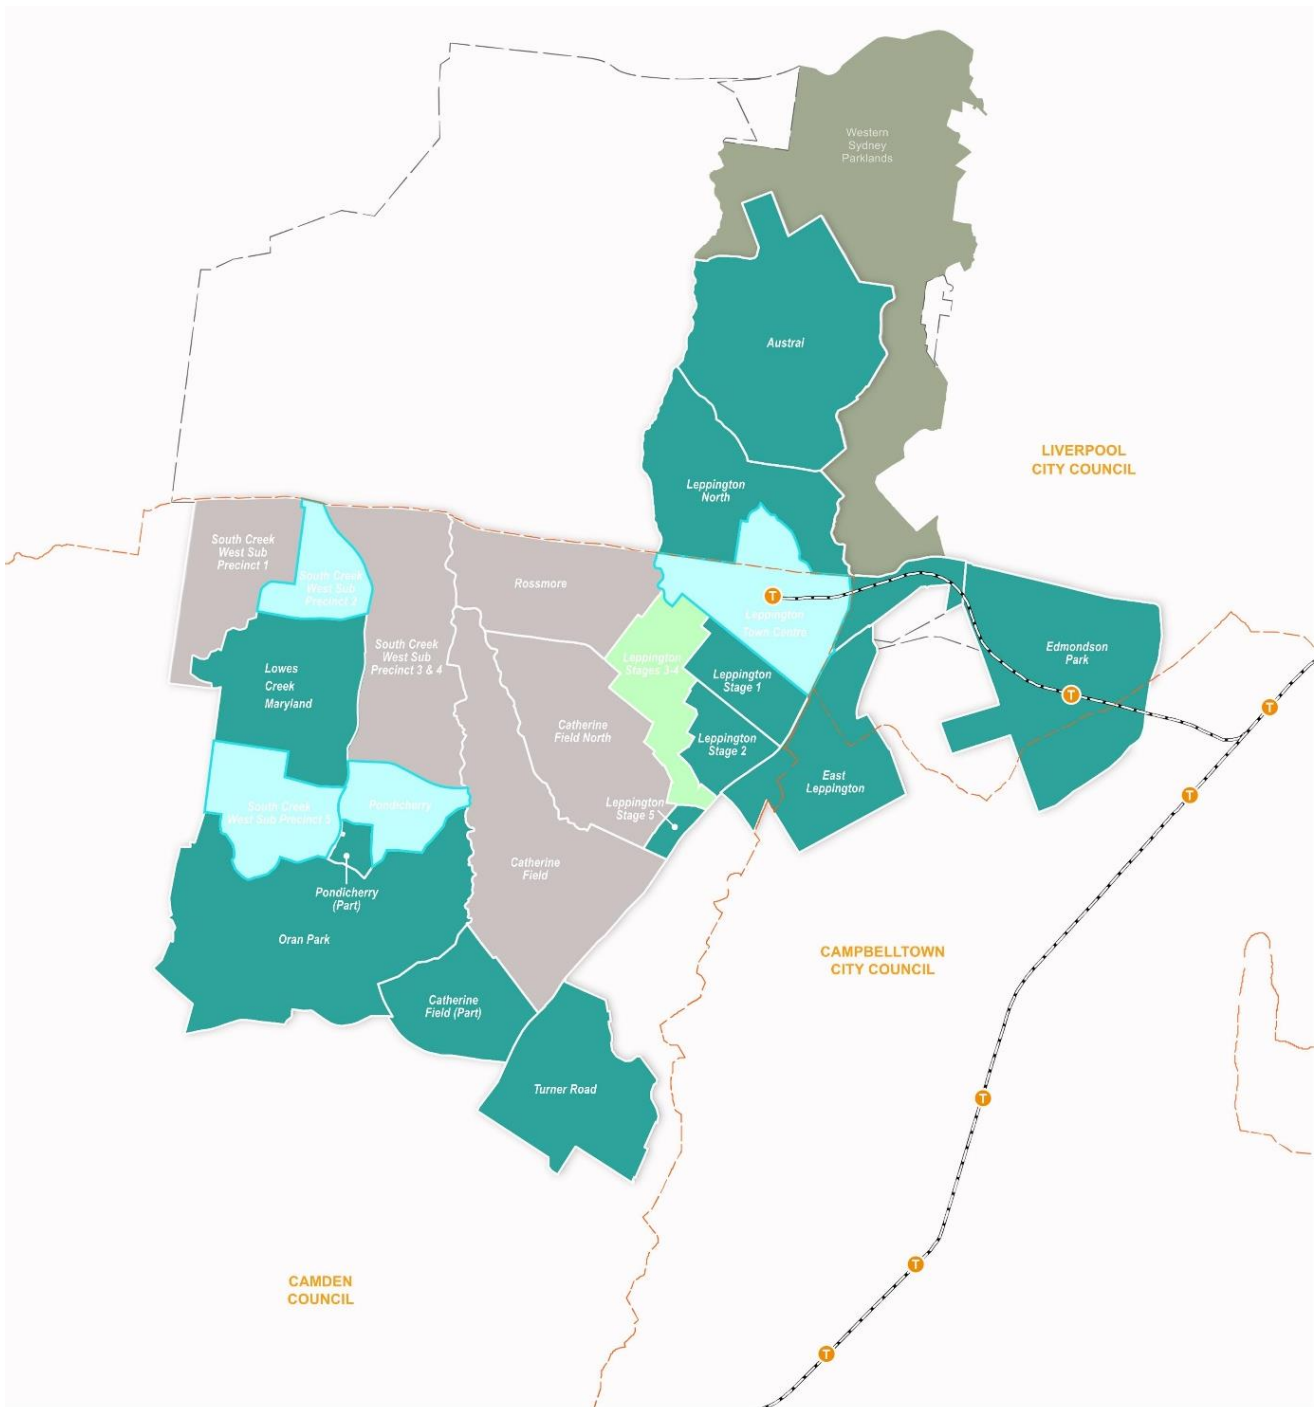 Western
Sydney
Parklands
Austral
LIVERPOOL
CITY COUNCIL
Leppington
North
South Creek
West Sub
Precinct 1
South Creek
West Sub
Precinct 2
Rossmore
T
Leppington
Town Centre
South Creek
West Sub
Precinct 3 & 4
Leppington
Stages 3-4
Edmondson
Park
Lowes
Creek
Maryland
Leppington
Stage 1
T
T
Catherine
Field North
Leppington
Stage 2
East
Leppington
T
South Creek
West Sub Precinct 5
Pondicherry
Leppington
Stage 5
Catherine
Field
Pondicherry
(Part)
Oran Park
CAMPBELLTOWN
CITY COUNCIL
Catherine
Field (Part)
Turner Road
T
CAMDEN
COUNCIL
T
T